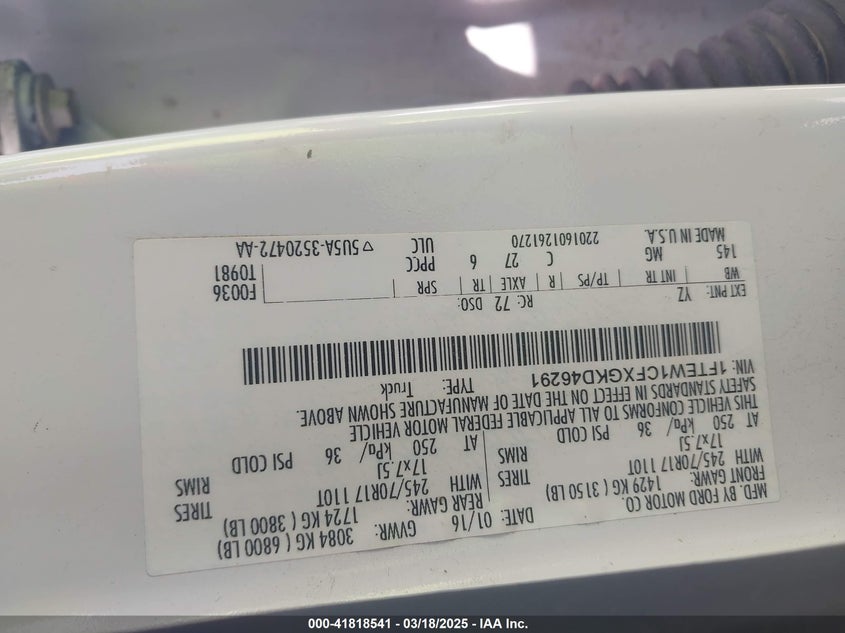 MFD. BY FORD MOTOR CO.
DATE: 01/16 GVWR: 3084 KG ( 6800 LB)
FRONT GAWR: REAR GAWR:
1429 KG ( 3150 LB) 1724 KG ( 3800 LB)
WITH 245/70R17 110T TIRES WITH 245/70R17 110T TIRES
17x7.5J RIMS 17x7.5J RIMS
AT 250 kPa/ 36 PSI COLD AT 250 kPa/ 36 PSI COLD
THIS VEHICLE CONFORMS TO ALL APPLICABLE FEDERAL MOTOR VEHICLE
SAFETY STANDARDS IN EFFECT ON THE DATE OF MANUFACTURE SHOWN ABOVE.
VIN: 1FTEW1CFXGKD46291 TYPE: Truck
EXT PNT: YZ RC: 72 DSO: F0036
WB INT TR TP/PS R AXLE TR SPR T0981
145 MG C 27 6 PPCC
MADE IN U.S.A. ULC
2201601261270 5U5A-3520472-AA
000-41818541 - 03/18/2025 - IAA Inc.